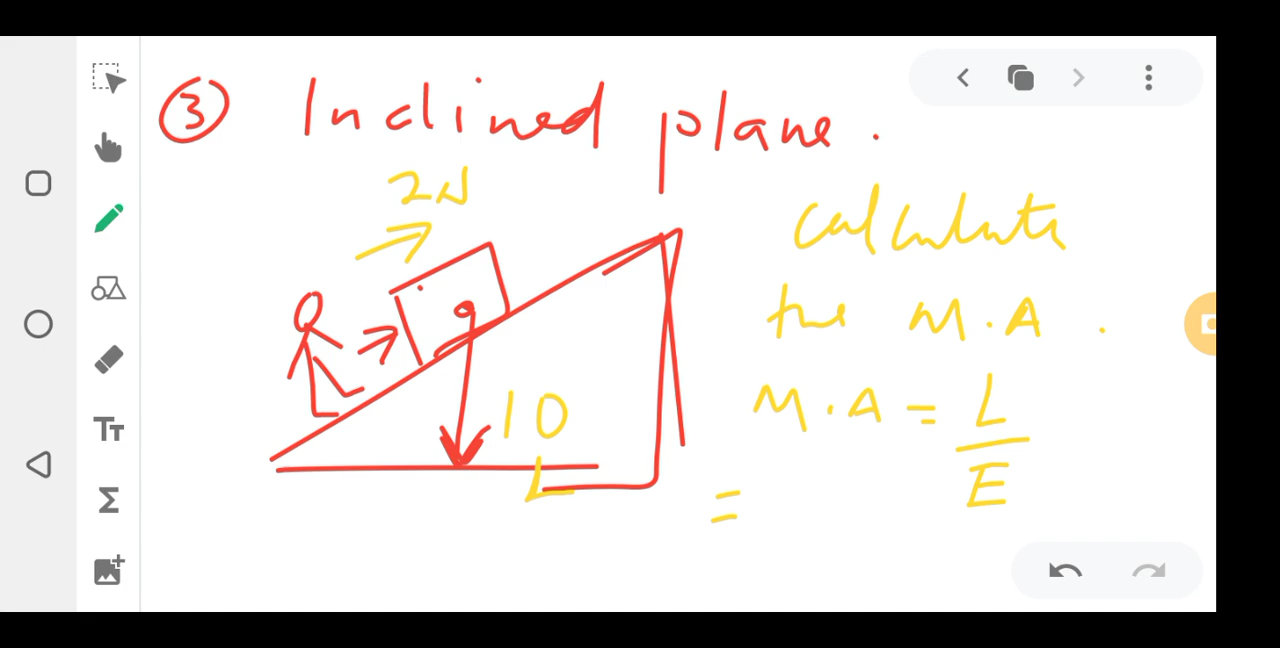 ③ Inclined plane.
2N
Calculate
the M.A.
10
L
M.A = L/E
=